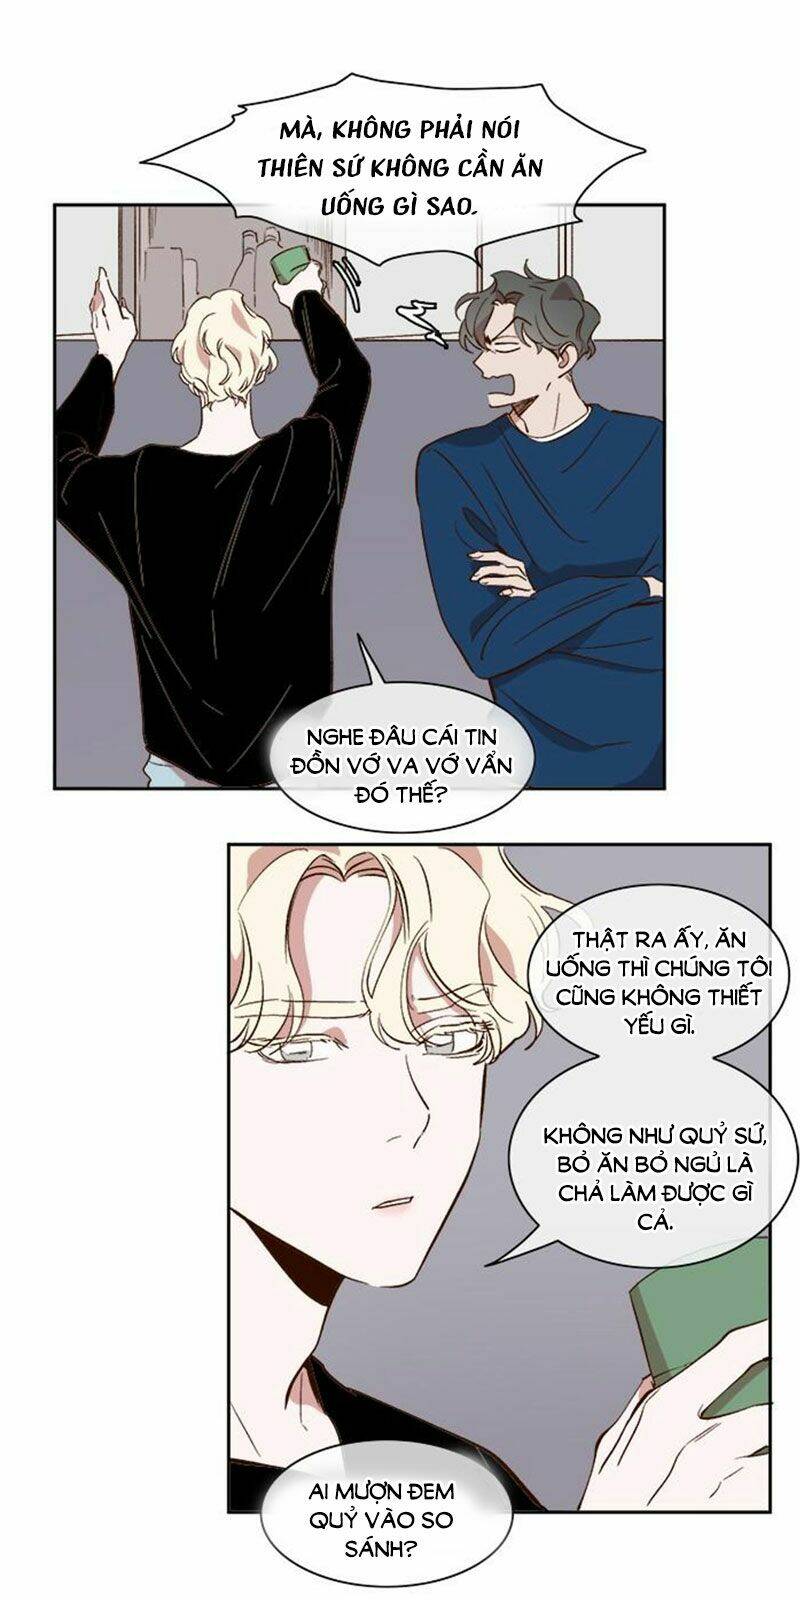 MÀ, KHÔNG PHẢI NÓI
THIÊN SỨ KHÔNG CẦN ĂN
UỐNG GÌ SAO.
NGHE ĐÂU CÁI TIN
ĐỒN VỚ VA VỚ VẨN
ĐÓ THẾ?
THẬT RA ẤY, ĂN
UỐNG THÌ CHÚNG TÔI
CŨNG KHÔNG THIẾT
YẾU GÌ.
KHÔNG NHƯ QUỶ SỨ,
BỎ ĂN BỎ NGỦ LÀ
CHẢ LÀM ĐƯỢC GÌ
CẢ.
AI MƯỢN ĐEM
QUỶ VÀO SO
SÁNH?